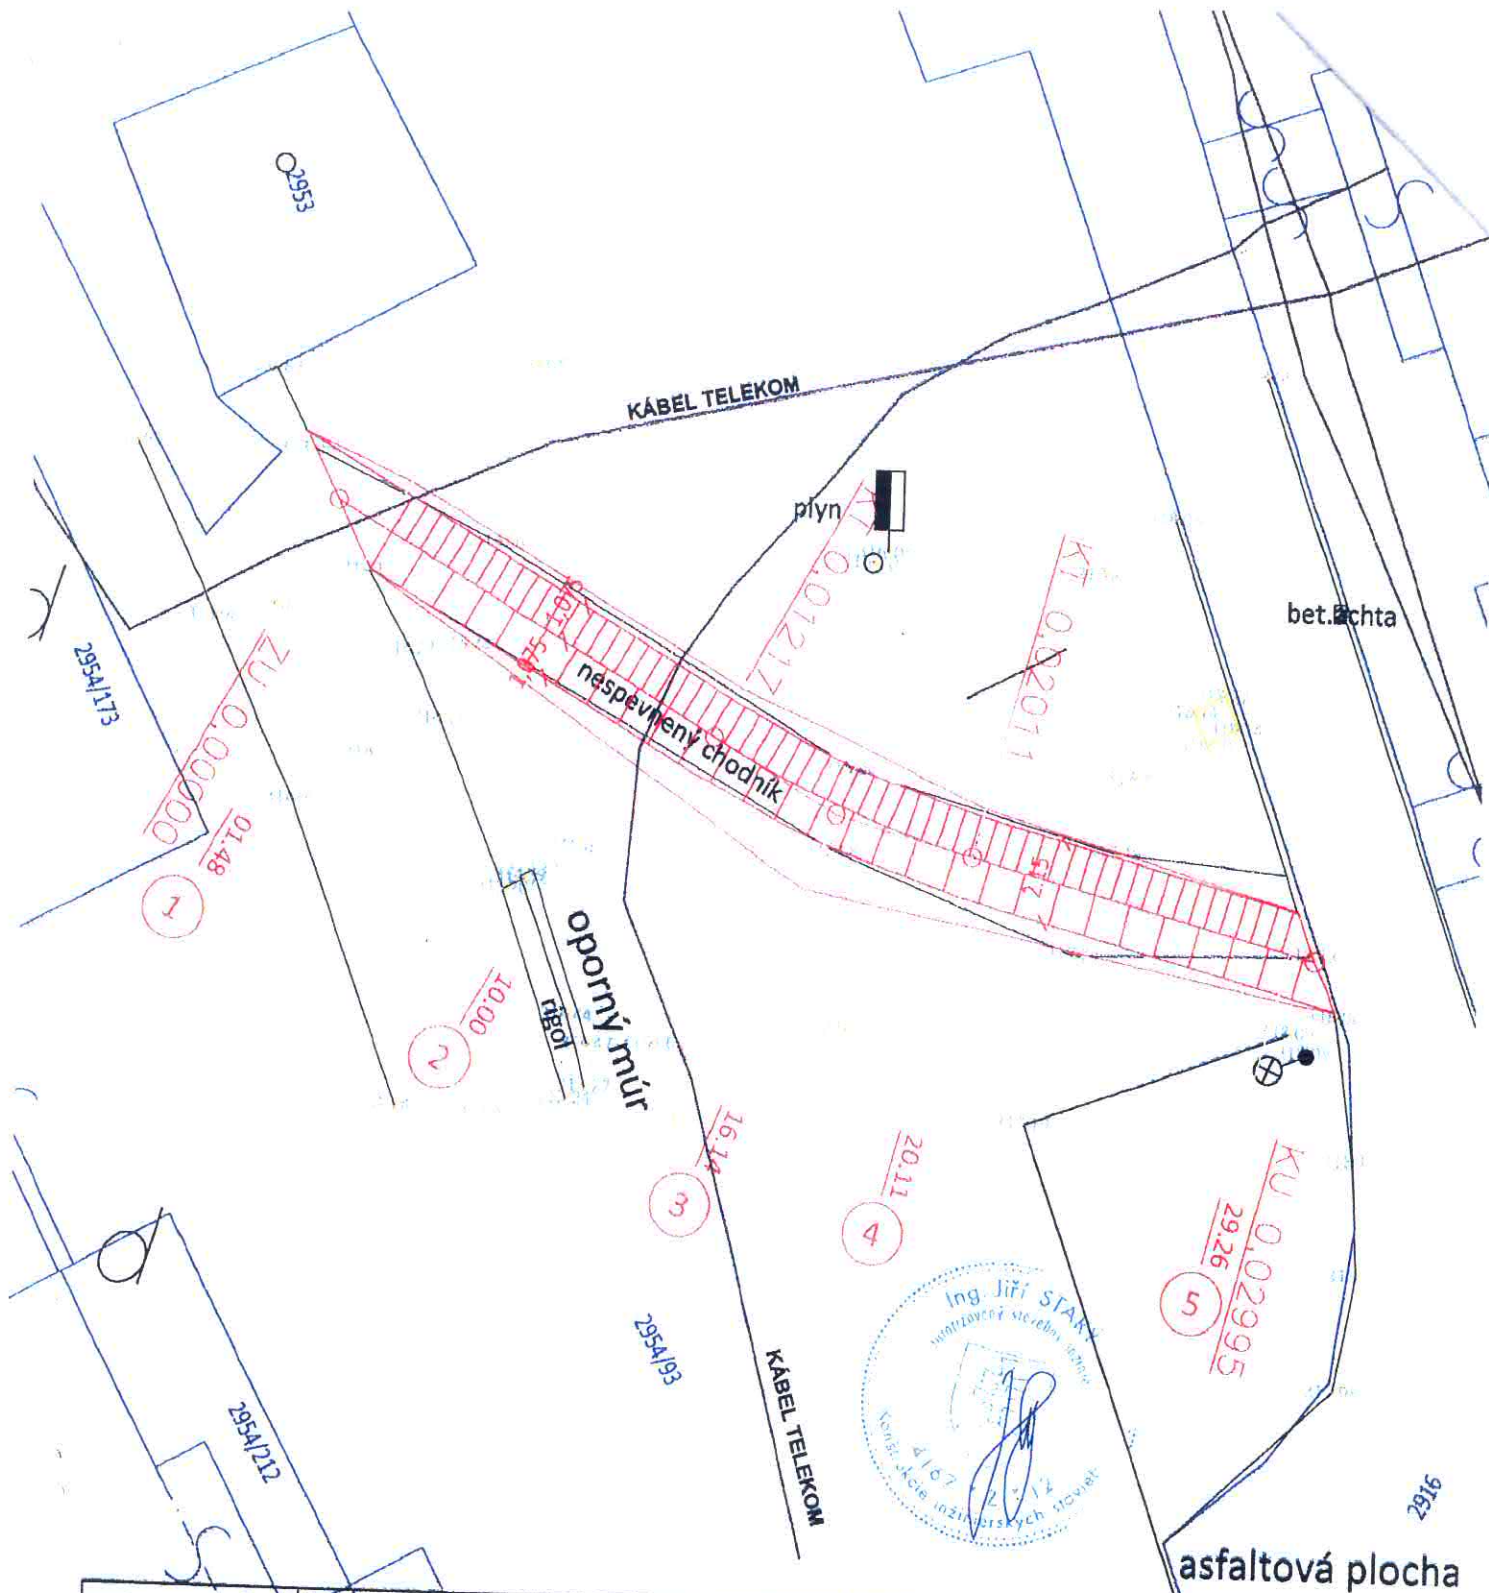 2953
KÁBEL TELEKOM
plyn
KT 0,01217
KT 0,02011
bet.
2954/173
ZU 0,00000
01.48
1
nespevnený chodník
2,15
oporný múr
rigol
10.00
2
16.14
3
20.11
4
KU 0,02995
29.26
5
2954/93
KÁBEL TELEKOM
Ing. Jiří STARÝ
2954/212
2916
asfaltová plocha